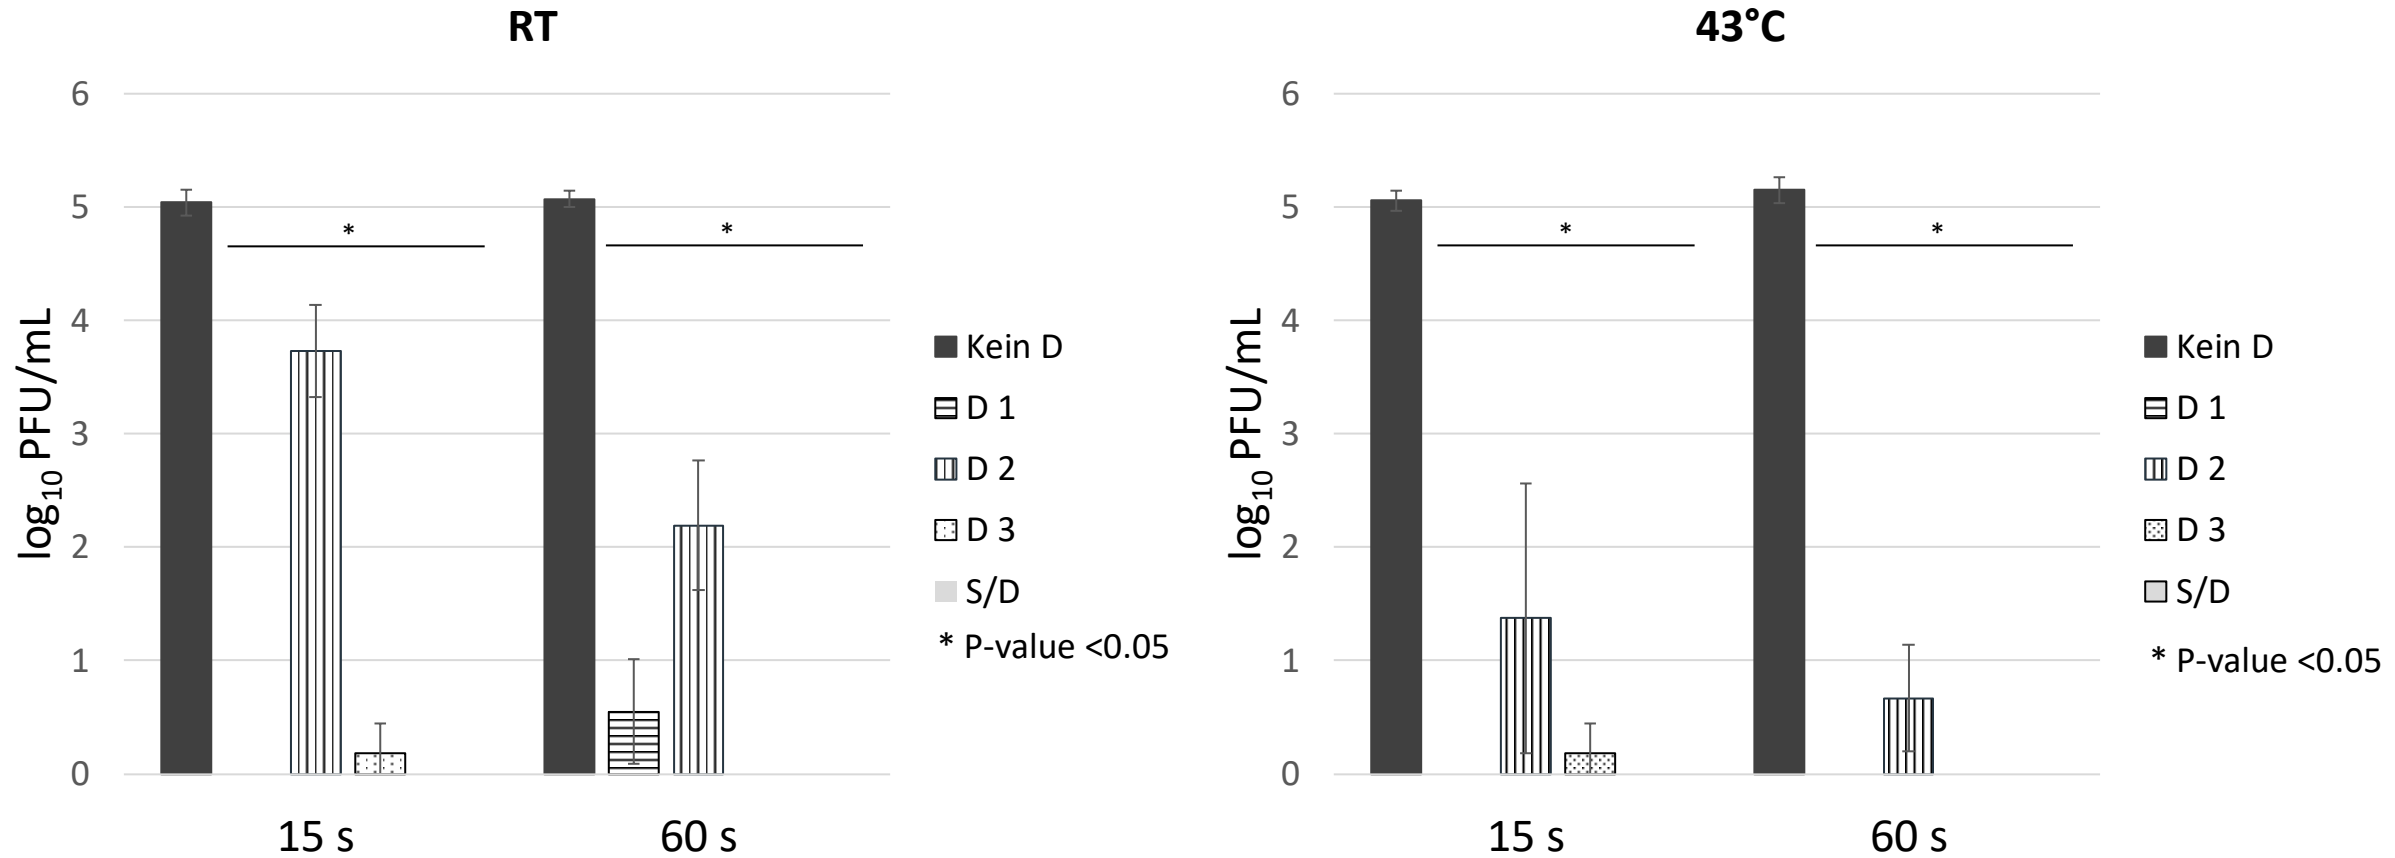 RT
6
5
4
3
2
1
0
log10 PFU/mL
*
*
15 s
60 s
Kein D
D 1
D 2
D 3
S/D
* P-value <0.05
43°C
6
5
4
3
2
1
0
log10 PFU/mL
*
*
15 s
60 s
Kein D
D 1
D 2
D 3
S/D
* P-value <0.05